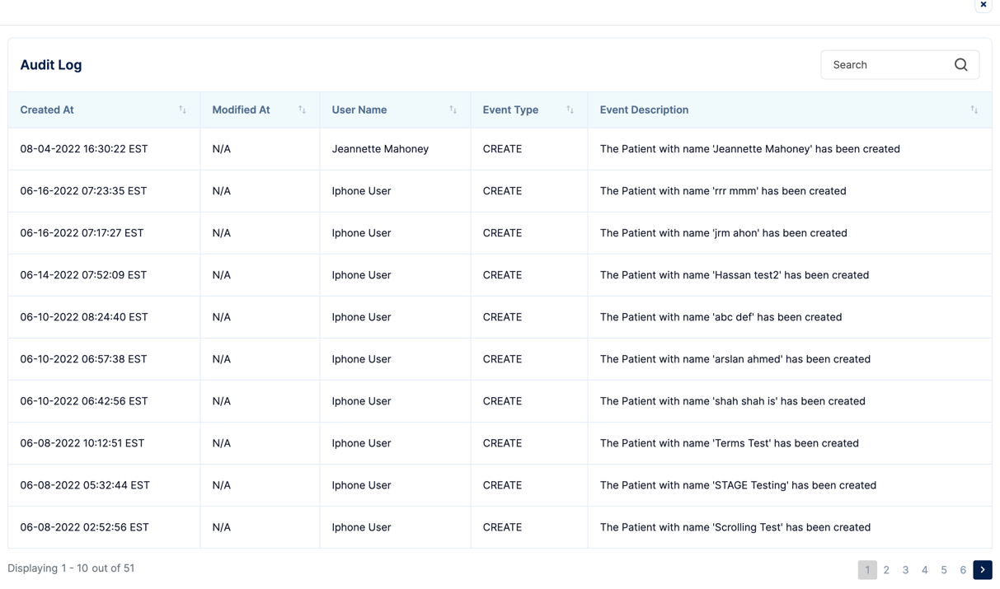 Audit Log
Search
Created At Modified At User Name Event Type Event Description
08-04-2022 16:30:22 EST N/A Jeannette Mahoney CREATE The Patient with name 'Jeannette Mahoney' has been created
06-16-2022 07:23:35 EST N/A Iphone User CREATE The Patient with name 'rrr mmm' has been created
06-16-2022 07:17:27 EST N/A Iphone User CREATE The Patient with name 'jrm ahon' has been created
06-14-2022 07:52:09 EST N/A Iphone User CREATE The Patient with name 'Hassan test2' has been created
06-10-2022 08:24:40 EST N/A Iphone User CREATE The Patient with name 'abc def' has been created
06-10-2022 06:57:38 EST N/A Iphone User CREATE The Patient with name 'arslan ahmed' has been created
06-10-2022 06:42:56 EST N/A Iphone User CREATE The Patient with name 'shah shah is' has been created
06-08-2022 10:12:51 EST N/A Iphone User CREATE The Patient with name 'Terms Test' has been created
06-08-2022 05:32:44 EST N/A Iphone User CREATE The Patient with name 'STAGE Testing' has been created
06-08-2022 02:52:56 EST N/A Iphone User CREATE The Patient with name 'Scrolling Test' has been created
Displaying 1 - 10 out of 51
1 2 3 4 5 6